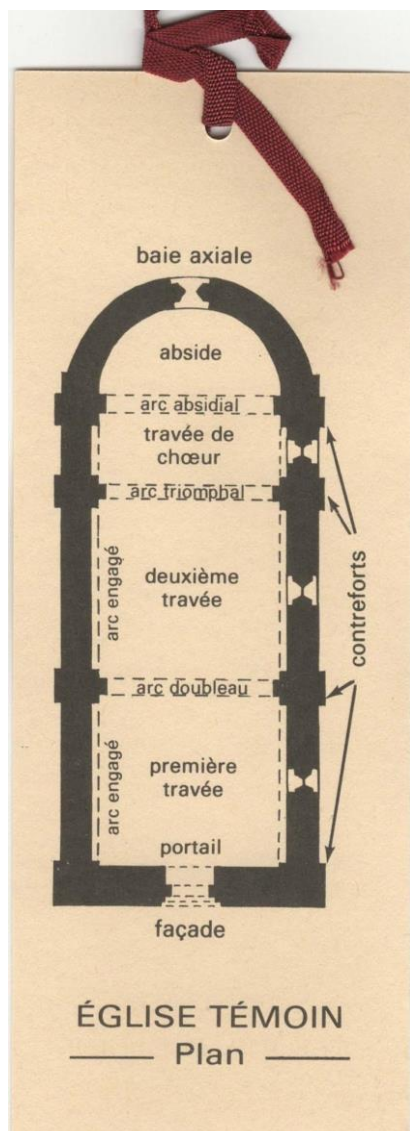 baie axiale
abside
arc absidial
travée de
chœur
arc triomphal
deuxième
travée
arc engagé
contreforts
arc doubleau
première
travée
arc engagé
portail
façade
ÉGLISE TÉMOIN
Plan